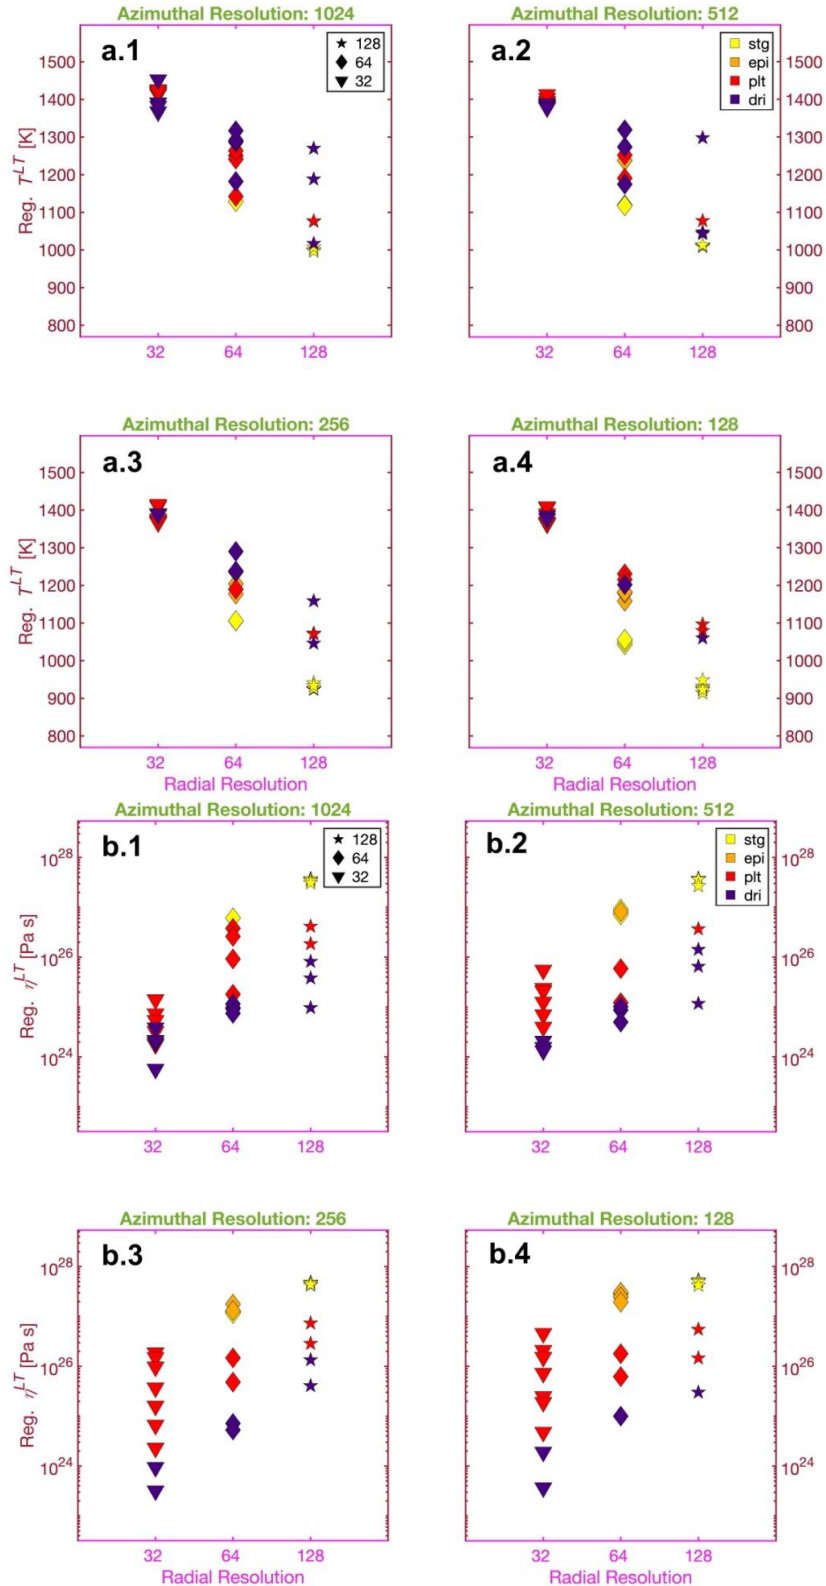 Azimuthal Resolution: 1024
a.1
★ 128
◆ 64
▼ 32
1500
1400
1300
1200
1100
1000
900
800
Reg. T^LT [K]
32 64 128
Azimuthal Resolution: 512
a.2
stg
epi
plt
dri
1500
1400
1300
1200
1100
1000
900
800
32 64 128
Azimuthal Resolution: 256
a.3
1500
1400
1300
1200
1100
1000
900
800
Reg. T^LT [K]
32 64 128
Radial Resolution
Azimuthal Resolution: 128
a.4
1500
1400
1300
1200
1100
1000
900
800
32 64 128
Radial Resolution
Azimuthal Resolution: 1024
b.1
★ 128
◆ 64
▼ 32
10^28
10^26
10^24
Reg. η^LT [Pa s]
32 64 128
Azimuthal Resolution: 512
b.2
stg
epi
plt
dri
10^28
10^26
10^24
32 64 128
Azimuthal Resolution: 256
b.3
10^28
10^26
10^24
Reg. η^LT [Pa s]
32 64 128
Radial Resolution
Azimuthal Resolution: 128
b.4
10^28
10^26
10^24
32 64 128
Radial Resolution